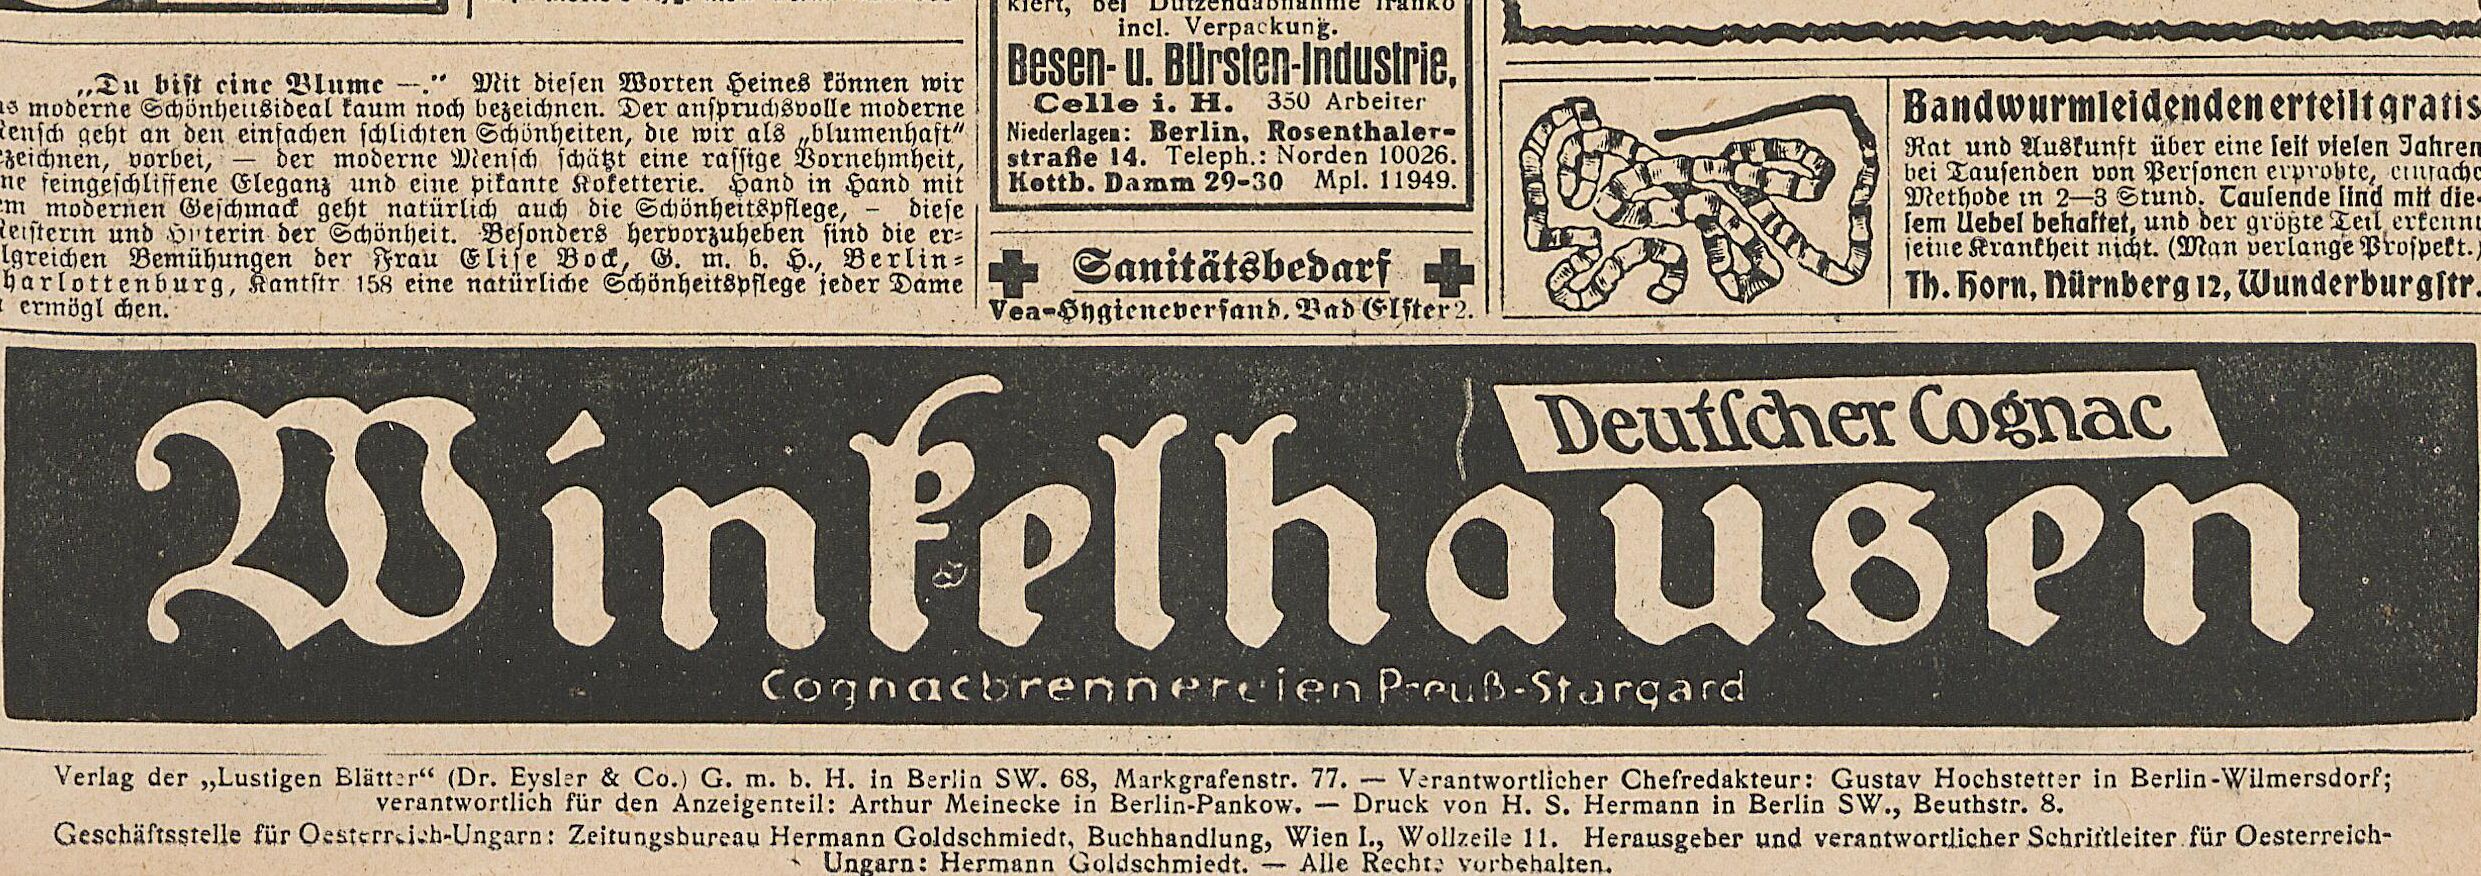 „Du bist eine Blume —.“ Mit diesen Worten Heines können wir
moderne Schönheitsideal kaum noch bezeichnen. Der anspruchsvolle moderne
geht an den einfachen schlichten Schönheiten, die wir als „blumenhaft“
vorbei, — der moderne Mensch schätzt eine rassige Vornehmheit,
feingeschliffene Eleganz und eine pikante Koketterie. Hand in Hand mit
modernen Geschmack geht natürlich auch die Schönheitspflege, — diese
und Hüterin der Schönheit. Besonders hervorzuheben sind die er-
lgreichen Bemühungen der Frau Elise Bock, G. m. b. H., Berlin-
harlottenburg, Kantstr 158 eine natürliche Schönheitspflege jeder Dame
ermögl chen.
kiert, bei Dutzendabnahme franko
incl. Verpackung.
Besen- u. Bürsten-Industrie,
Celle i. H. 350 Arbeiter
Niederlagen: Berlin, Rosenthaler-
straße 14. Teleph.: Norden 10026.
Kottb. Damm 29-30 Mpl. 11949.
Sanitätsbedarf
Vea-Hygieneversand, Bad Elster 2.
Bandwurmleidenden erteilt gratis
Rat und Auskunft über eine seit vielen Jahren
bei Tausenden von Personen erprobte, einfache
Methode in 2—3 Stund. Tausende sind mit die-
sem Uebel behaftet, und der größte Teil erkennt
seine Krankheit nicht. (Man verlange Prospekt.)
Th. Horn, Nürnberg 12, Wunderburgstr.
Deutscher Cognac
Winkelhausen
Cognacbrennereien Preuß-Stargard
Verlag der „Lustigen Blätter“ (Dr. Eysler & Co.) G. m. b. H. in Berlin SW. 68, Markgrafenstr. 77. — Verantwortlicher Chefredakteur: Gustav Hochstetter in Berlin-Wilmersdorf;
verantwortlich für den Anzeigenteil: Arthur Meinecke in Berlin-Pankow. — Druck von H. S. Hermann in Berlin SW., Beuthstr. 8.
Geschäftsstelle für Oesterreich-Ungarn: Zeitungsbureau Hermann Goldschmiedt, Buchhandlung, Wien I., Wollzeile 11. Herausgeber und verantwortlicher Schriftleiter für Oesterreich-
Ungarn: Hermann Goldschmiedt. — Alle Rechte vorbehalten.